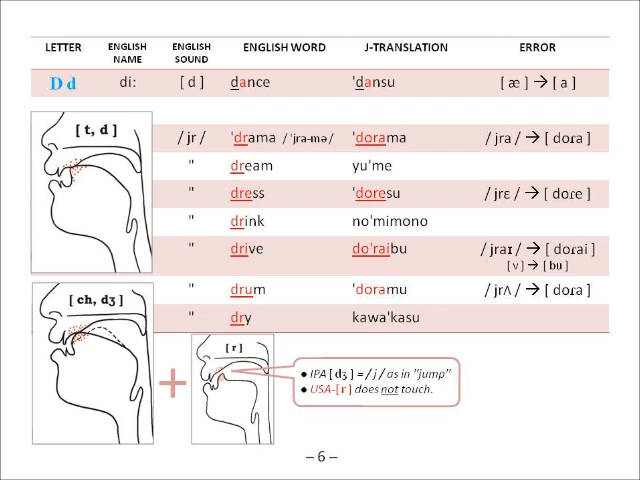 LETTER ENGLISH NAME ENGLISH SOUND ENGLISH WORD J-TRANSLATION ERROR
D d di: [ d ] dance 'dansu [ æ ] → [ a ]
[ t, d ]
/ jr / 'drama / 'jra-mə / 'dorama / jra / → [ doɾa ]
" dream yu'me
" dress 'doresu / jrɛ / → [ doɾe ]
" drink no'mimono
" drive do'raibu / jraɪ / → [ doɾai ]
[ v ] → [ bu ]
" drum 'doramu / jrʌ / → [ doɾa ]
" dry kawa'kasu
[ ch, dʒ ]
+
[ r ]
● IPA [ dʒ ] = / j / as in "jump"
● USA-[ r ] does not touch.
– 6 –